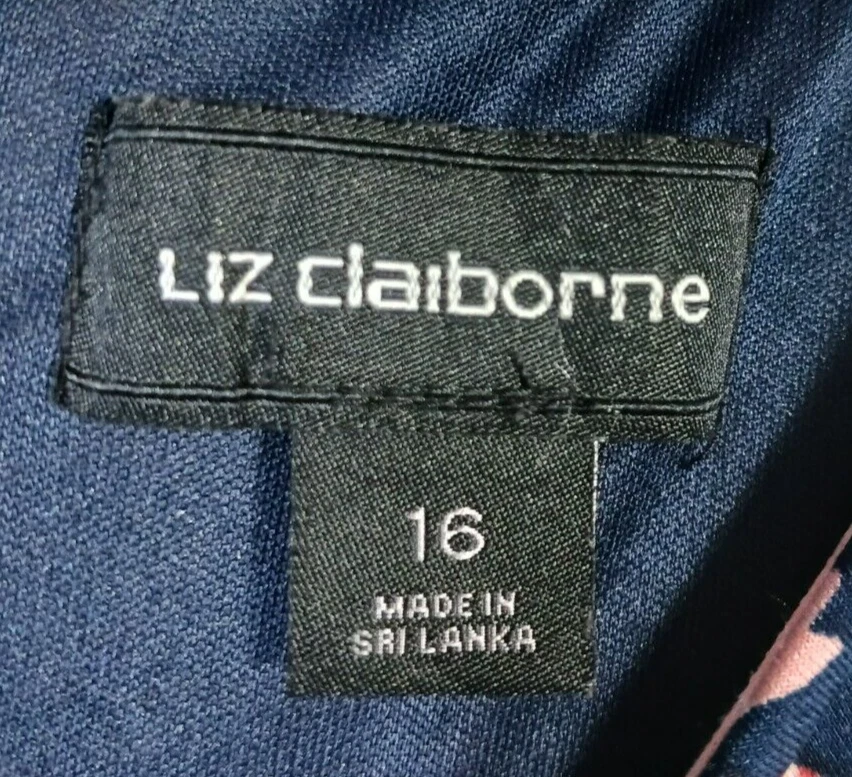 Liz claiborne
16
MADE IN
SRI LANKA